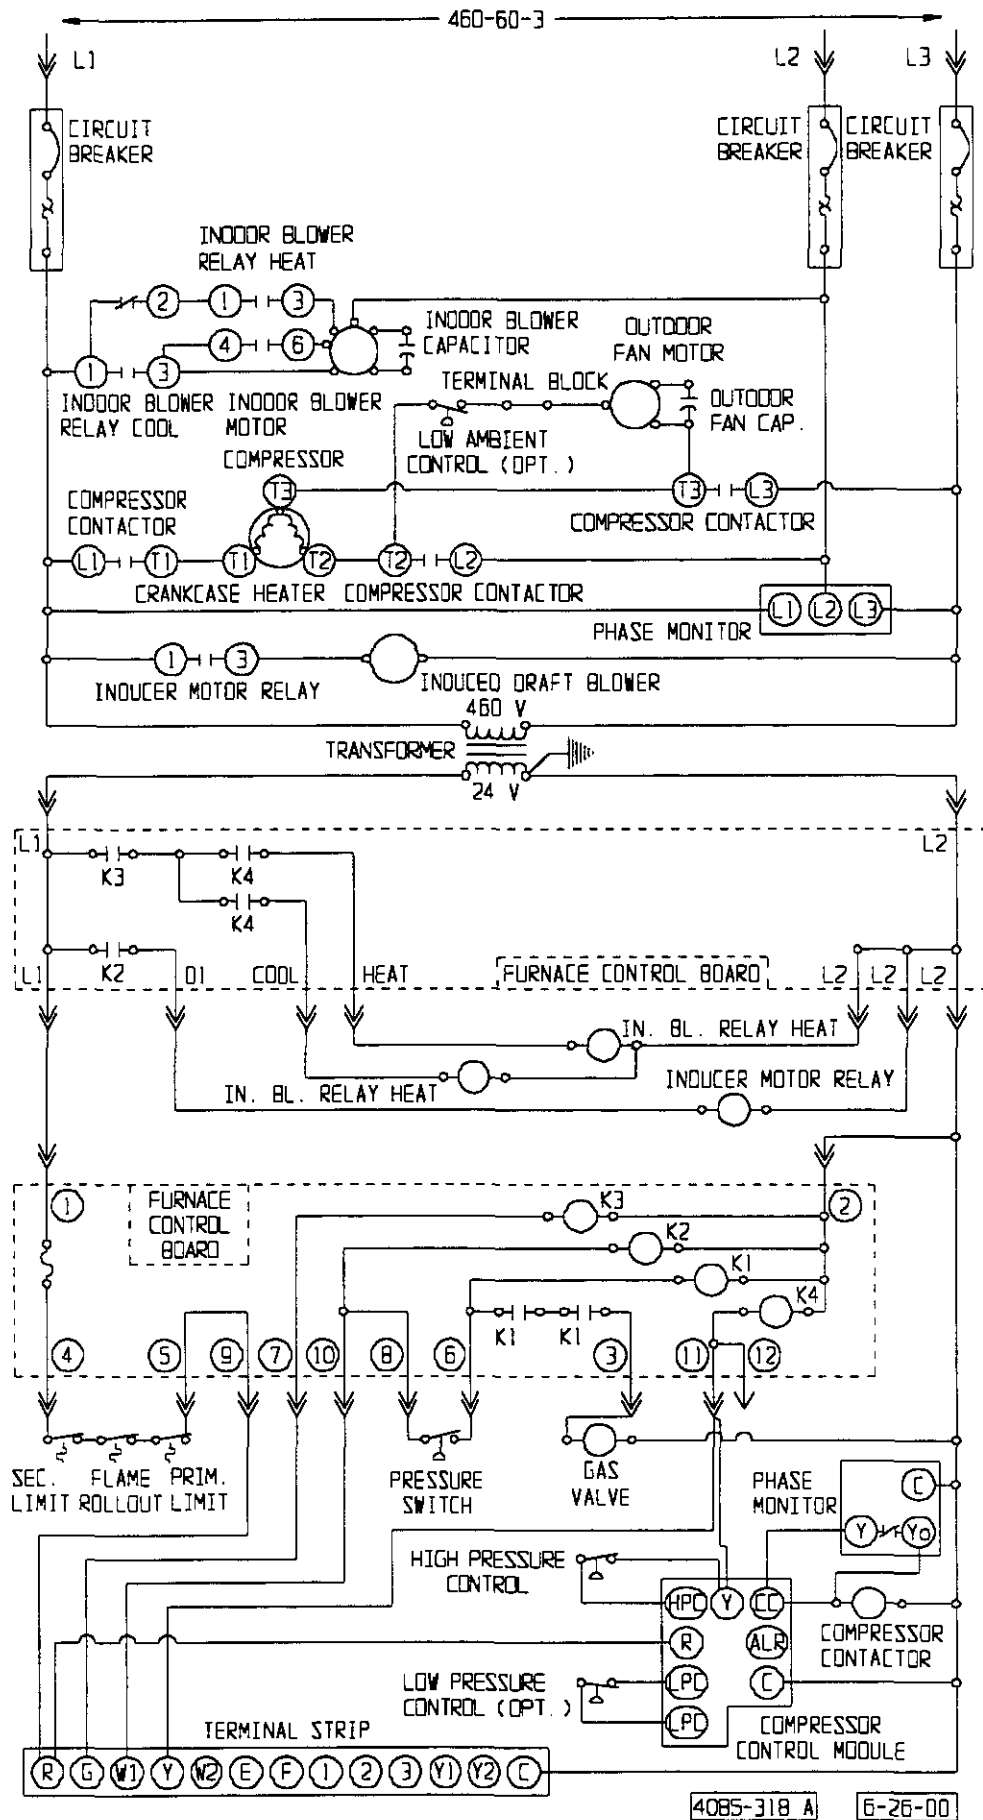 460-60-3
L1
L2
L3
CIRCUIT
BREAKER
CIRCUIT
BREAKER
CIRCUIT
BREAKER
INDOOR BLOWER
RELAY HEAT
2
1
3
4
6
1
3
INDOOR BLOWER
CAPACITOR
OUTDOOR
FAN MOTOR
TERMINAL BLOCK
OUTDOOR
FAN CAP.
INDOOR BLOWER
RELAY COOL
INDOOR BLOWER
MOTOR
LOW AMBIENT
CONTROL (OPT.)
COMPRESSOR
T3
T3
L3
COMPRESSOR
CONTACTOR
COMPRESSOR CONTACTOR
L1
T1
T1
T2
T2
L2
CRANKCASE HEATER
COMPRESSOR CONTACTOR
L1
L2
L3
PHASE MONITOR
1
3
INDUCER MOTOR RELAY
INDUCED DRAFT BLOWER
460 V
TRANSFORMER
24 V
L1
L2
K3
K4
K4
L1
K2
D1
COOL
HEAT
FURNACE CONTROL BOARD
L2
L2
L2
IN. BL. RELAY HEAT
IN. BL. RELAY HEAT
INDUCER MOTOR RELAY
1
FURNACE
CONTROL
BOARD
K3
2
K2
K1
K4
K1
K1
4
5
9
7
10
8
6
3
11
12
SEC.
LIMIT
FLAME
ROLLOUT
PRIM.
LIMIT
PRESSURE
SWITCH
GAS
VALVE
PHASE
MONITOR
C
Y
Yo
HIGH PRESSURE
CONTROL
HPC
Y
CC
R
ALR
COMPRESSOR
CONTACTOR
LOW PRESSURE
CONTROL (OPT.)
LPC
C
LPC
COMPRESSOR
CONTROL MODULE
TERMINAL STRIP
R
G
W1
Y
W2
E
F
1
2
3
Y1
Y2
C
4085-318 A
6-26-00